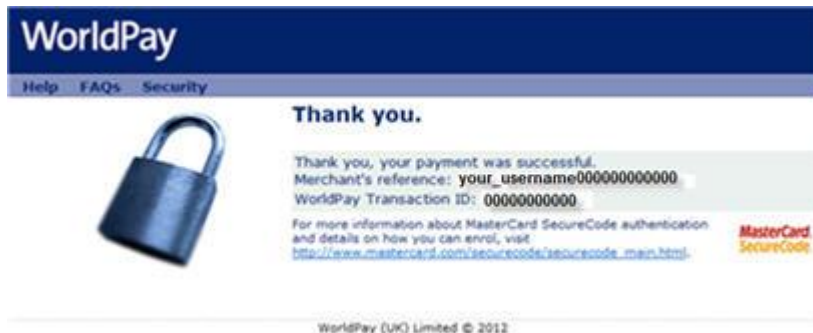 WorldPay
Help FAQs Security
Thank you.
Thank you, your payment was successful.
Merchant's reference: your_username000000000000
WorldPay Transaction ID: 00000000000
For more information about MasterCard SecureCode authentication
and details on how you can enrol, visit
http://www.mastercard.com/securecode/securecode_main.html.
MasterCard
SecureCode
WorldPay (UK) Limited © 2012